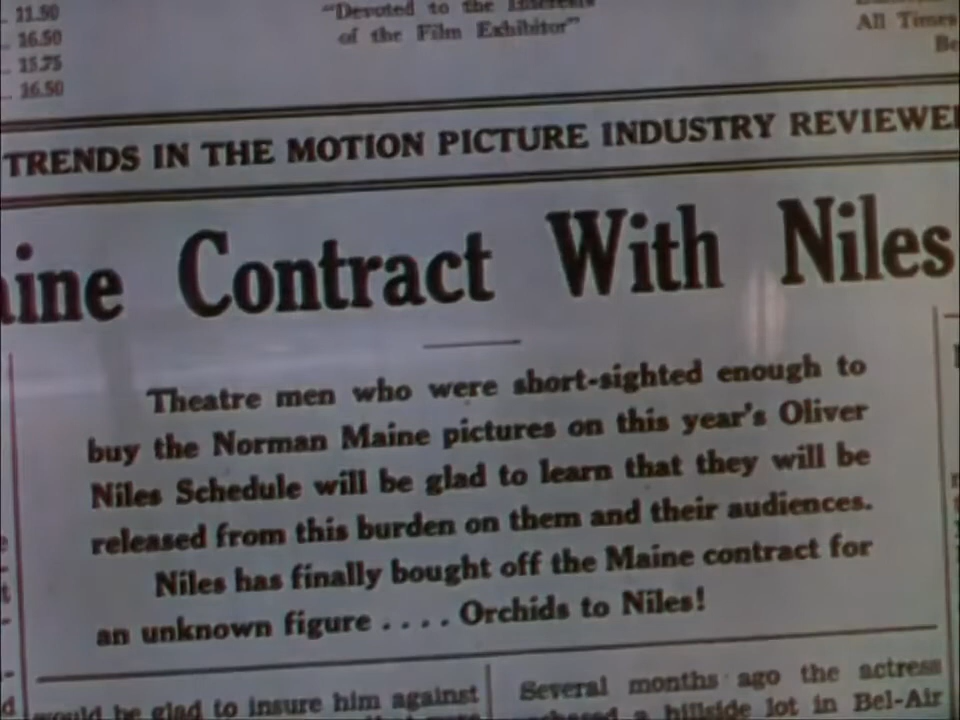 11.50
16.50
15.75
16.50
"Devoted to the Interests
of the Film Exhibitor"
All Times
TRENDS IN THE MOTION PICTURE INDUSTRY
Contract With Niles
Theatre men who were short-sighted enough to
buy the Norman Maine pictures on this year's Oliver
Niles Schedule will be glad to learn that they will be
released from this burden on them and their audiences.
Niles has finally bought off the Maine contract for
an unknown figure .... Orchids to Niles!
would be glad to insure him against
Several months ago the actress
a hillside lot in Bel-Air